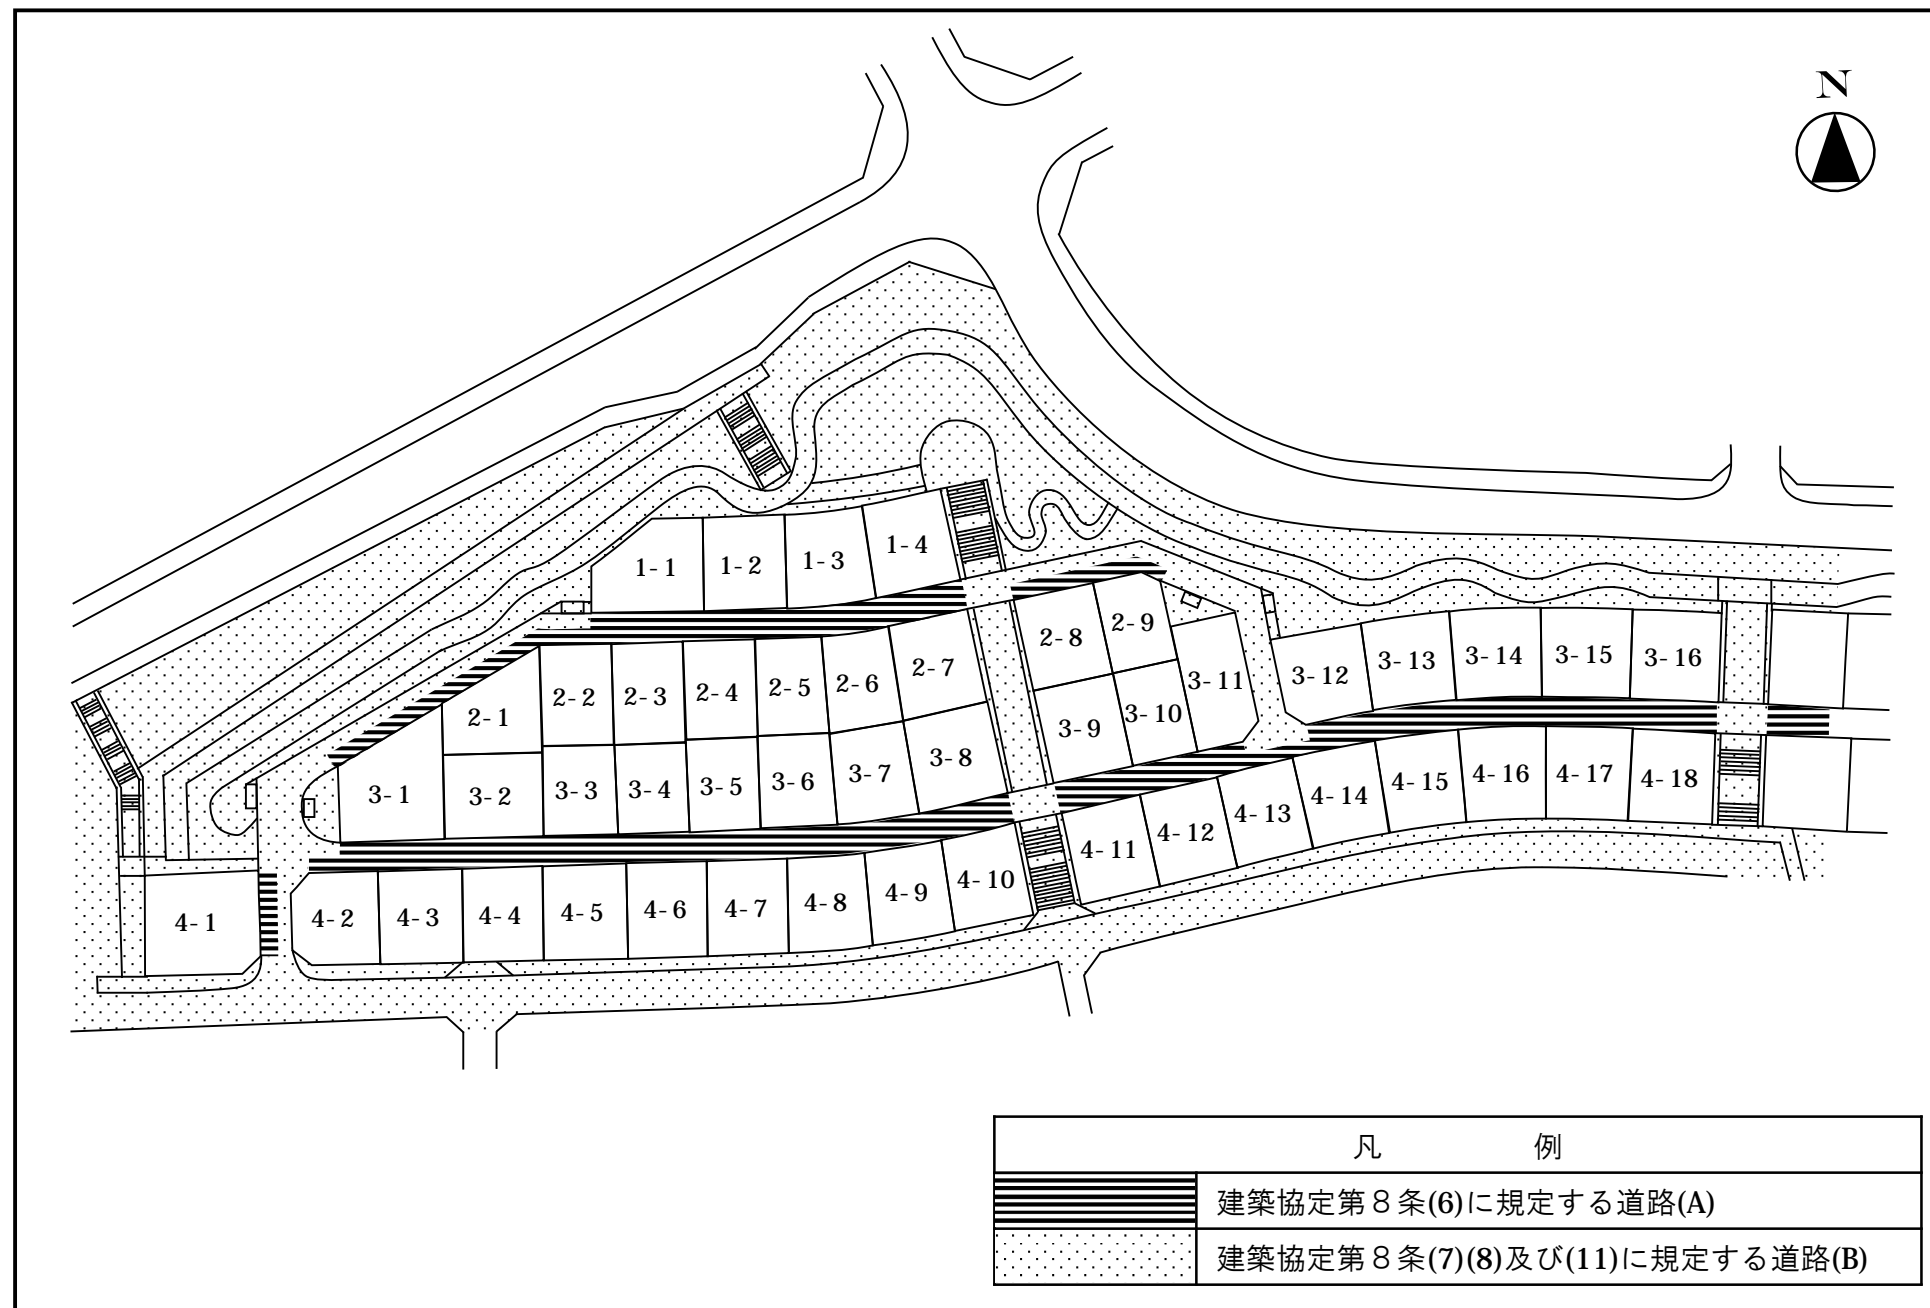 N
1-1 1-2 1-3 1-4
2-1 2-2 2-3 2-4 2-5 2-6 2-7 2-8 2-9
3-1 3-2 3-3 3-4 3-5 3-6 3-7 3-8 3-9 3-10 3-11 3-12 3-13 3-14 3-15 3-16
4-1 4-2 4-3 4-4 4-5 4-6 4-7 4-8 4-9 4-10 4-11 4-12 4-13 4-14 4-15 4-16 4-17 4-18
凡 例
建築協定第８条(6)に規定する道路(A)
建築協定第８条(7)(8)及び(11)に規定する道路(B)